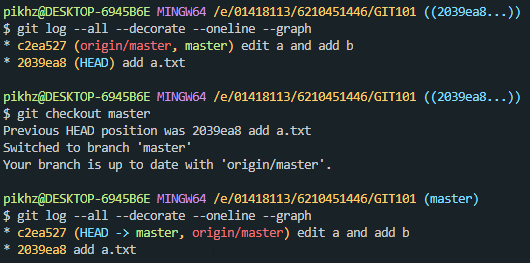 pikhz@DESKTOP-6945B6E MINGW64 /e/01418113/6210451446/GIT101 ((2039ea8...))
$ git log --all --decorate --oneline --graph
* c2ea527 (origin/master, master) edit a and add b
* 2039ea8 (HEAD) add a.txt
pikhz@DESKTOP-6945B6E MINGW64 /e/01418113/6210451446/GIT101 ((2039ea8...))
$ git checkout master
Previous HEAD position was 2039ea8 add a.txt
Switched to branch 'master'
Your branch is up to date with 'origin/master'.
pikhz@DESKTOP-6945B6E MINGW64 /e/01418113/6210451446/GIT101 (master)
$ git log --all --decorate --oneline --graph
* c2ea527 (HEAD -> master, origin/master) edit a and add b
* 2039ea8 add a.txt